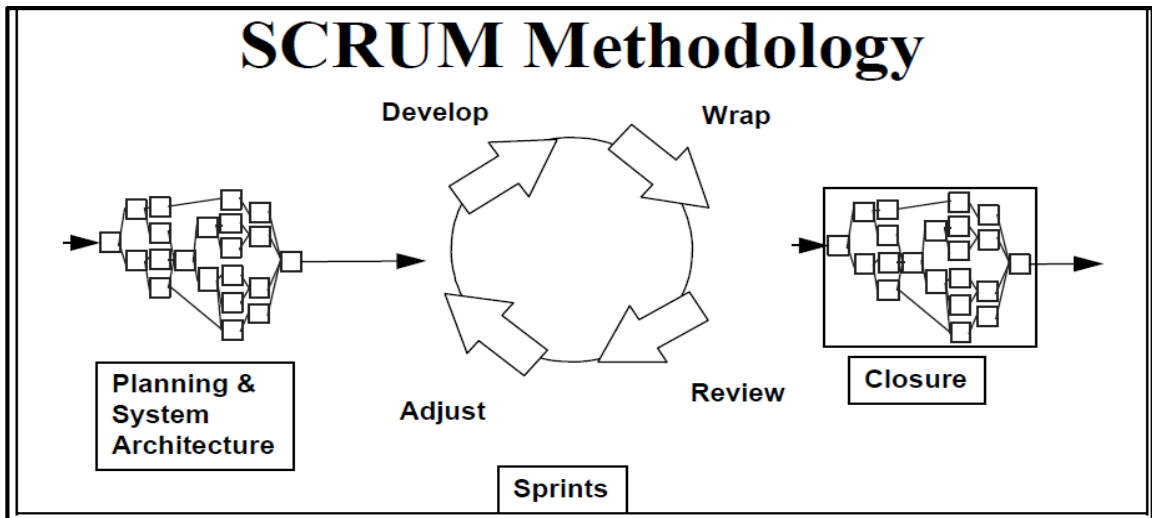 SCRUM Methodology
Develop
Wrap
Planning &
System
Architecture
Adjust
Review
Closure
Sprints